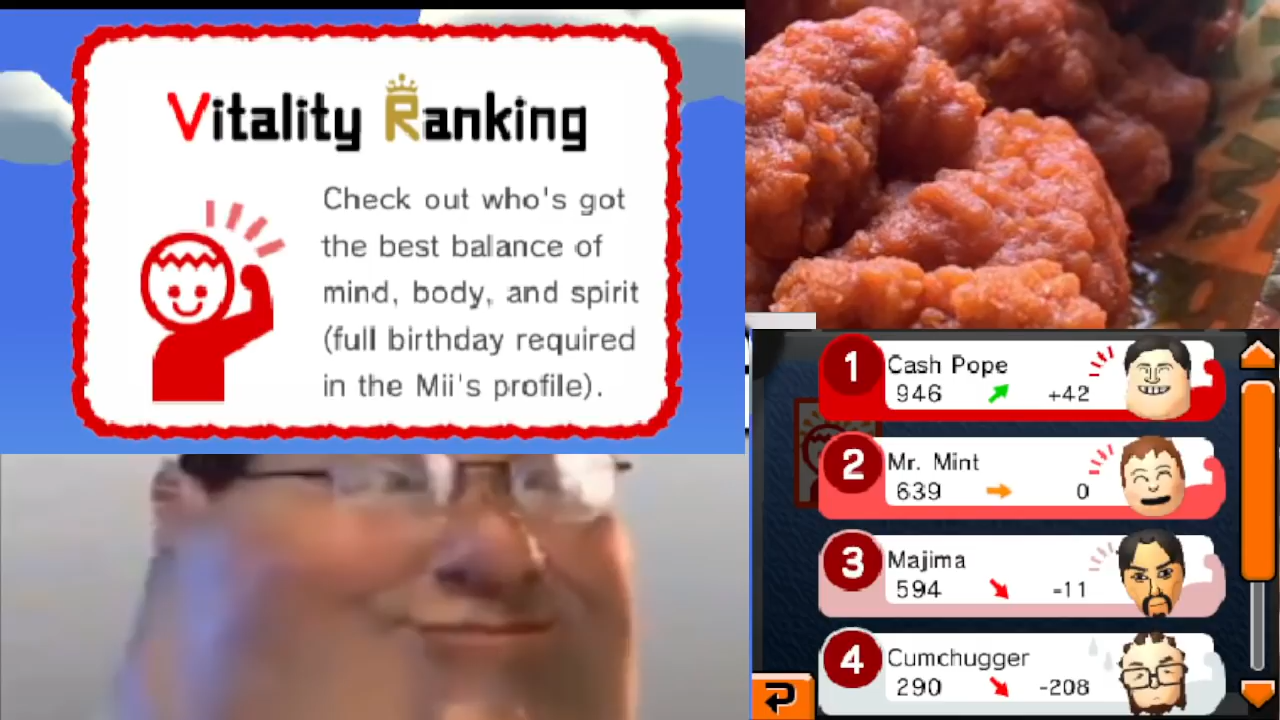 Vitality Ranking
Check out who's got
the best balance of
mind, body, and spirit
(full birthday required
in the Mii's profile).
1
Cash Pope
946 +42
2
Mr. Mint
639 0
3
Majima
594 -11
4
Cumchugger
290 -208